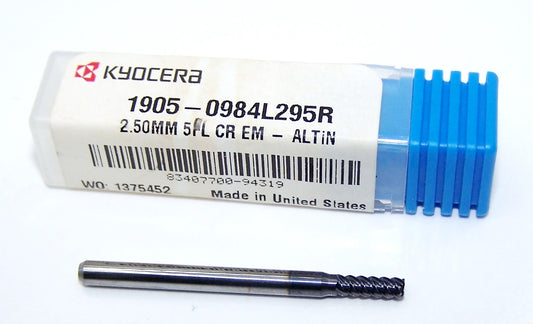 KYOCERA
1905-0984L295R
2.50MM 5FL CR EM - ALTiN
83407700-94319
WO: 1375452
Made in United States